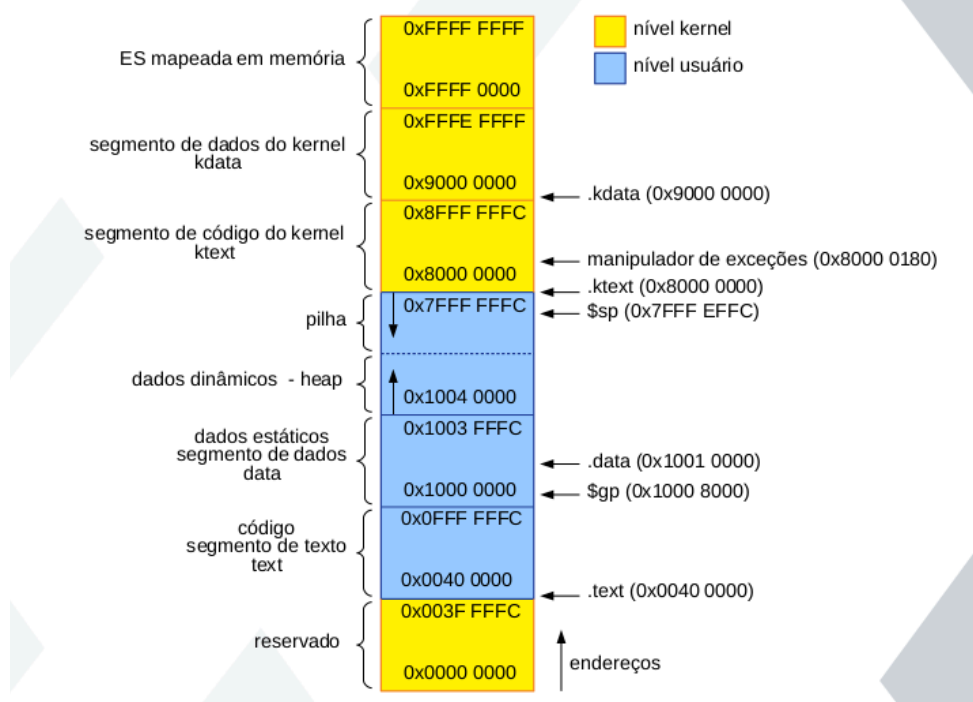 0xFFFF FFFF
nível kernel
ES mapeada em memória
nível usuário
0xFFFF 0000
0xFFFE FFFF
segmento de dados do kernel
kdata
0x9000 0000
.kdata (0x9000 0000)
0x8FFF FFFC
segmento de código do kernel
ktext
manipulador de exceções (0x8000 0180)
0x8000 0000
.ktext (0x8000 0000)
0x7FFF FFFC
$sp (0x7FFF EFFC)
pilha
dados dinâmicos - heap
0x1004 0000
0x1003 FFFC
dados estáticos
segmento de dados
data
.data (0x1001 0000)
0x1000 0000
$gp (0x1000 8000)
0x0FFF FFFC
código
segmento de texto
text
0x0040 0000
.text (0x0040 0000)
0x003F FFFC
reservado
endereços
0x0000 0000